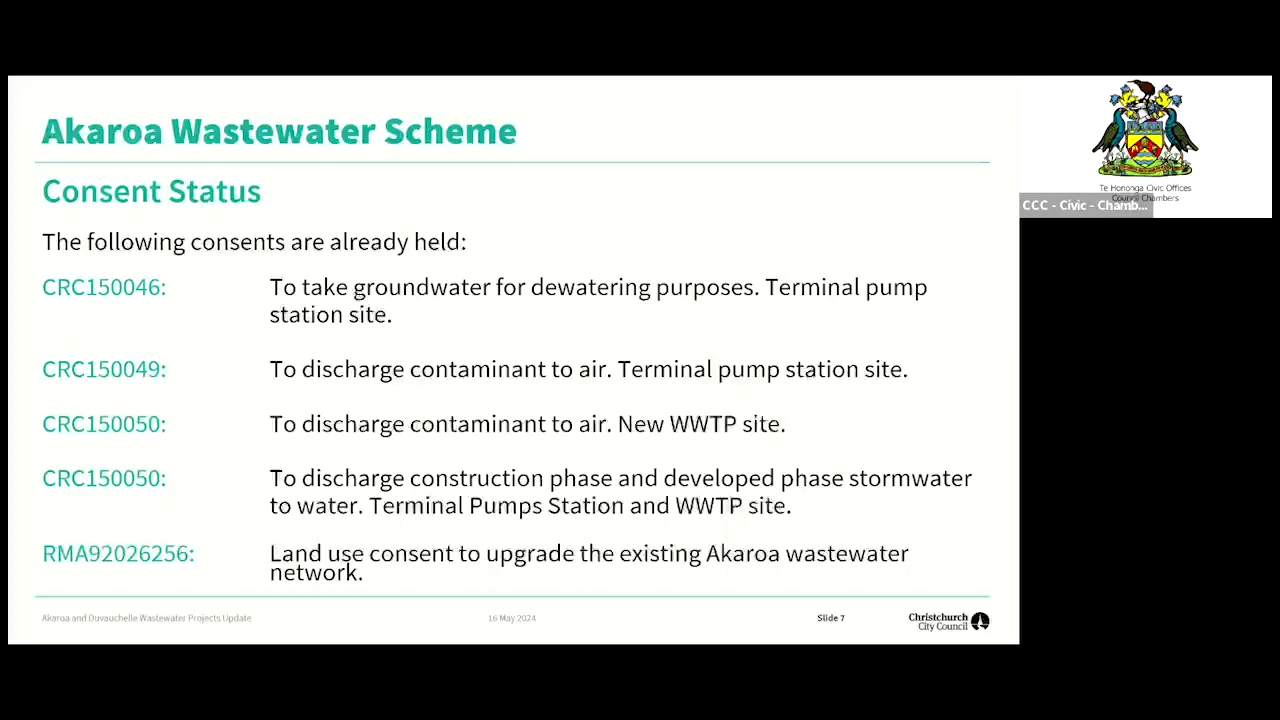 Akaroa Wastewater Scheme
Consent Status
The following consents are already held:
CRC150046: To take groundwater for dewatering purposes. Terminal pump
station site.
CRC150049: To discharge contaminant to air. Terminal pump station site.
CRC150050: To discharge contaminant to air. New WWTP site.
CRC150050: To discharge construction phase and developed phase stormwater
to water. Terminal Pumps Station and WWTP site.
RMA92026256: Land use consent to upgrade the existing Akaroa wastewater
network.
Akaroa and Duvauchelle Wastewater Projects Update 16 May 2024 Slide 7
Christchurch
City Council
Te Hononga Civic Offices
Council Chambers
CCC - Civic - Chamb...